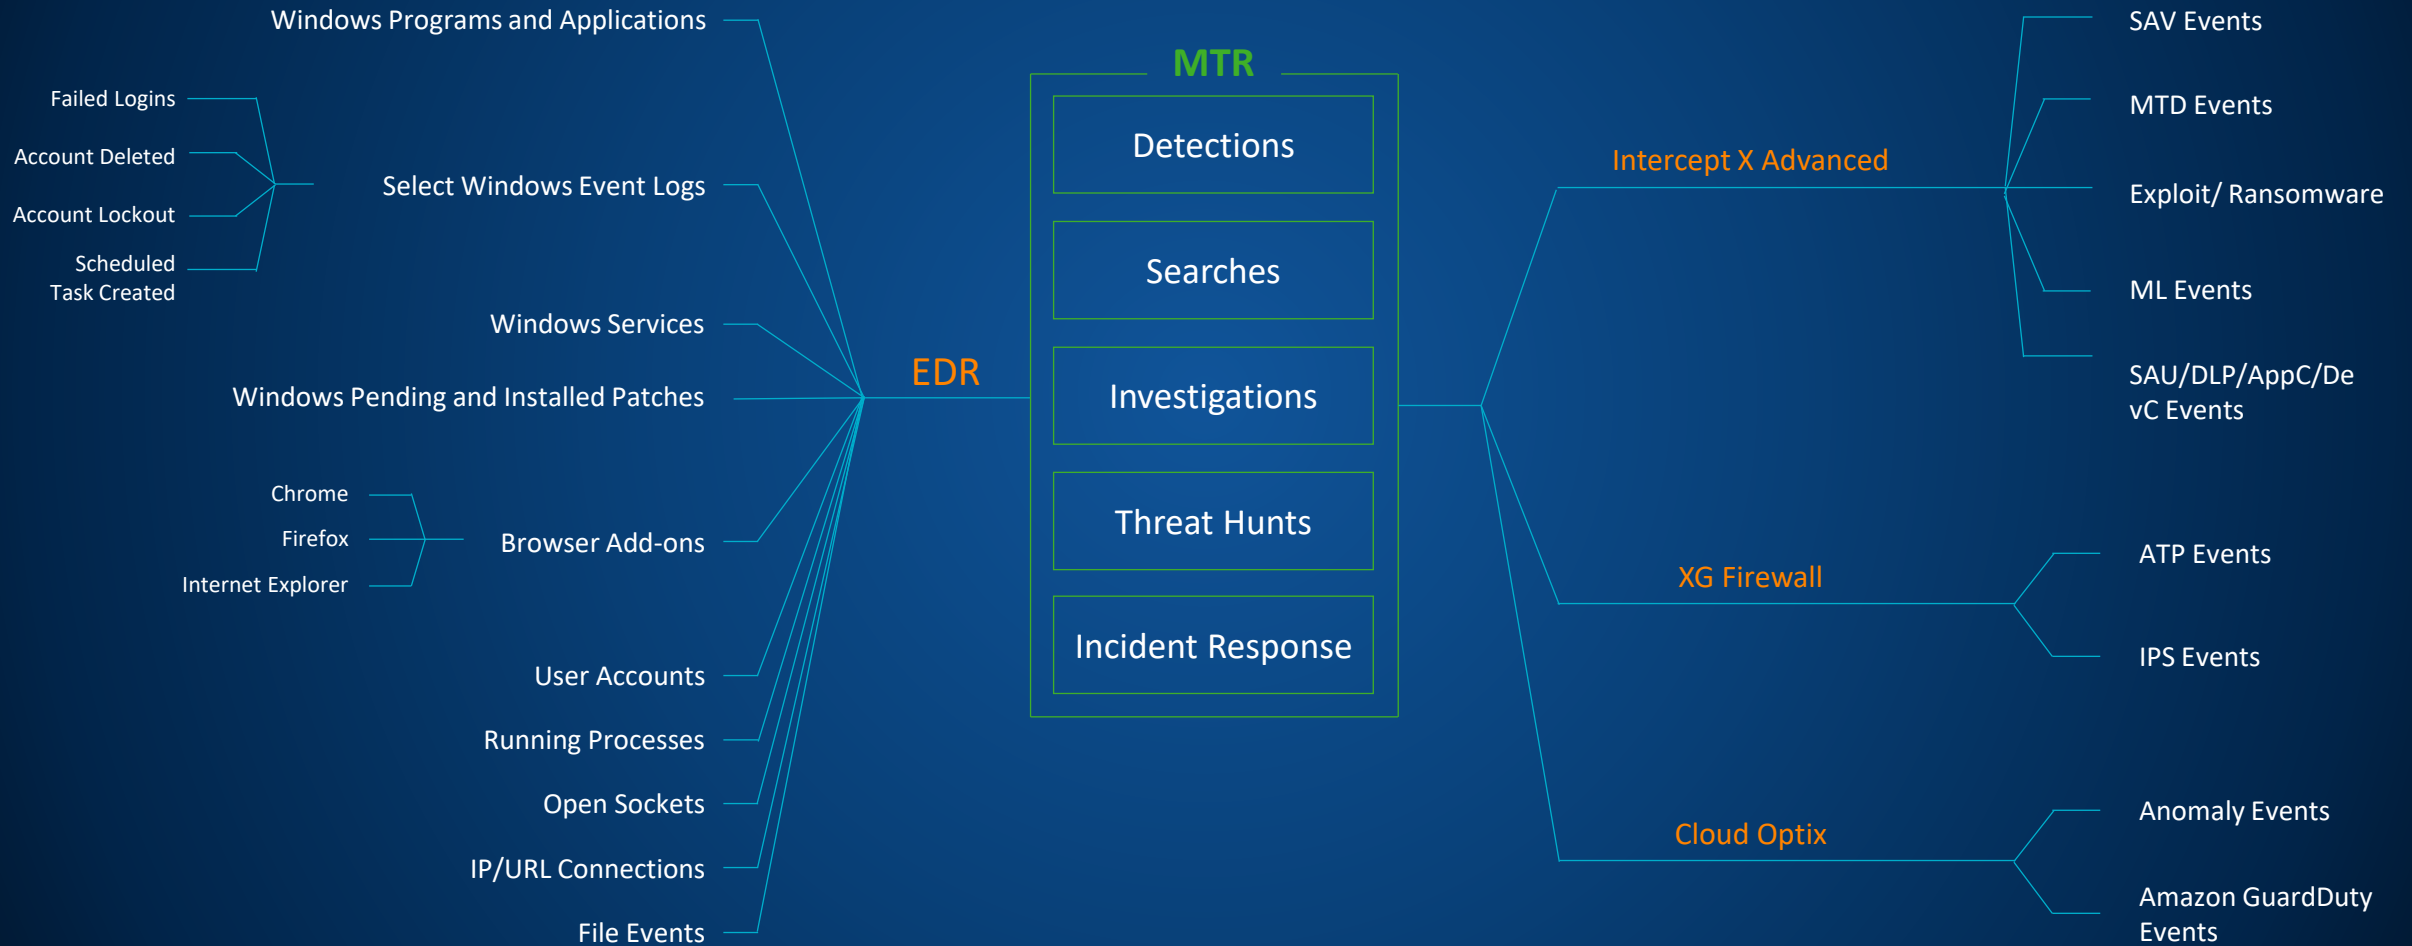 Windows Programs and Applications
Failed Logins
Account Deleted
Account Lockout
Scheduled
Task Created
Select Windows Event Logs
Windows Services
Windows Pending and Installed Patches
Chrome
Firefox
Internet Explorer
Browser Add-ons
User Accounts
Running Processes
Open Sockets
IP/URL Connections
File Events
EDR
MTR
Detections
Searches
Investigations
Threat Hunts
Incident Response
Intercept X Advanced
SAV Events
MTD Events
Exploit/ Ransomware
ML Events
SAU/DLP/AppC/De
vC Events
XG Firewall
ATP Events
IPS Events
Cloud Optix
Anomaly Events
Amazon GuardDuty
Events